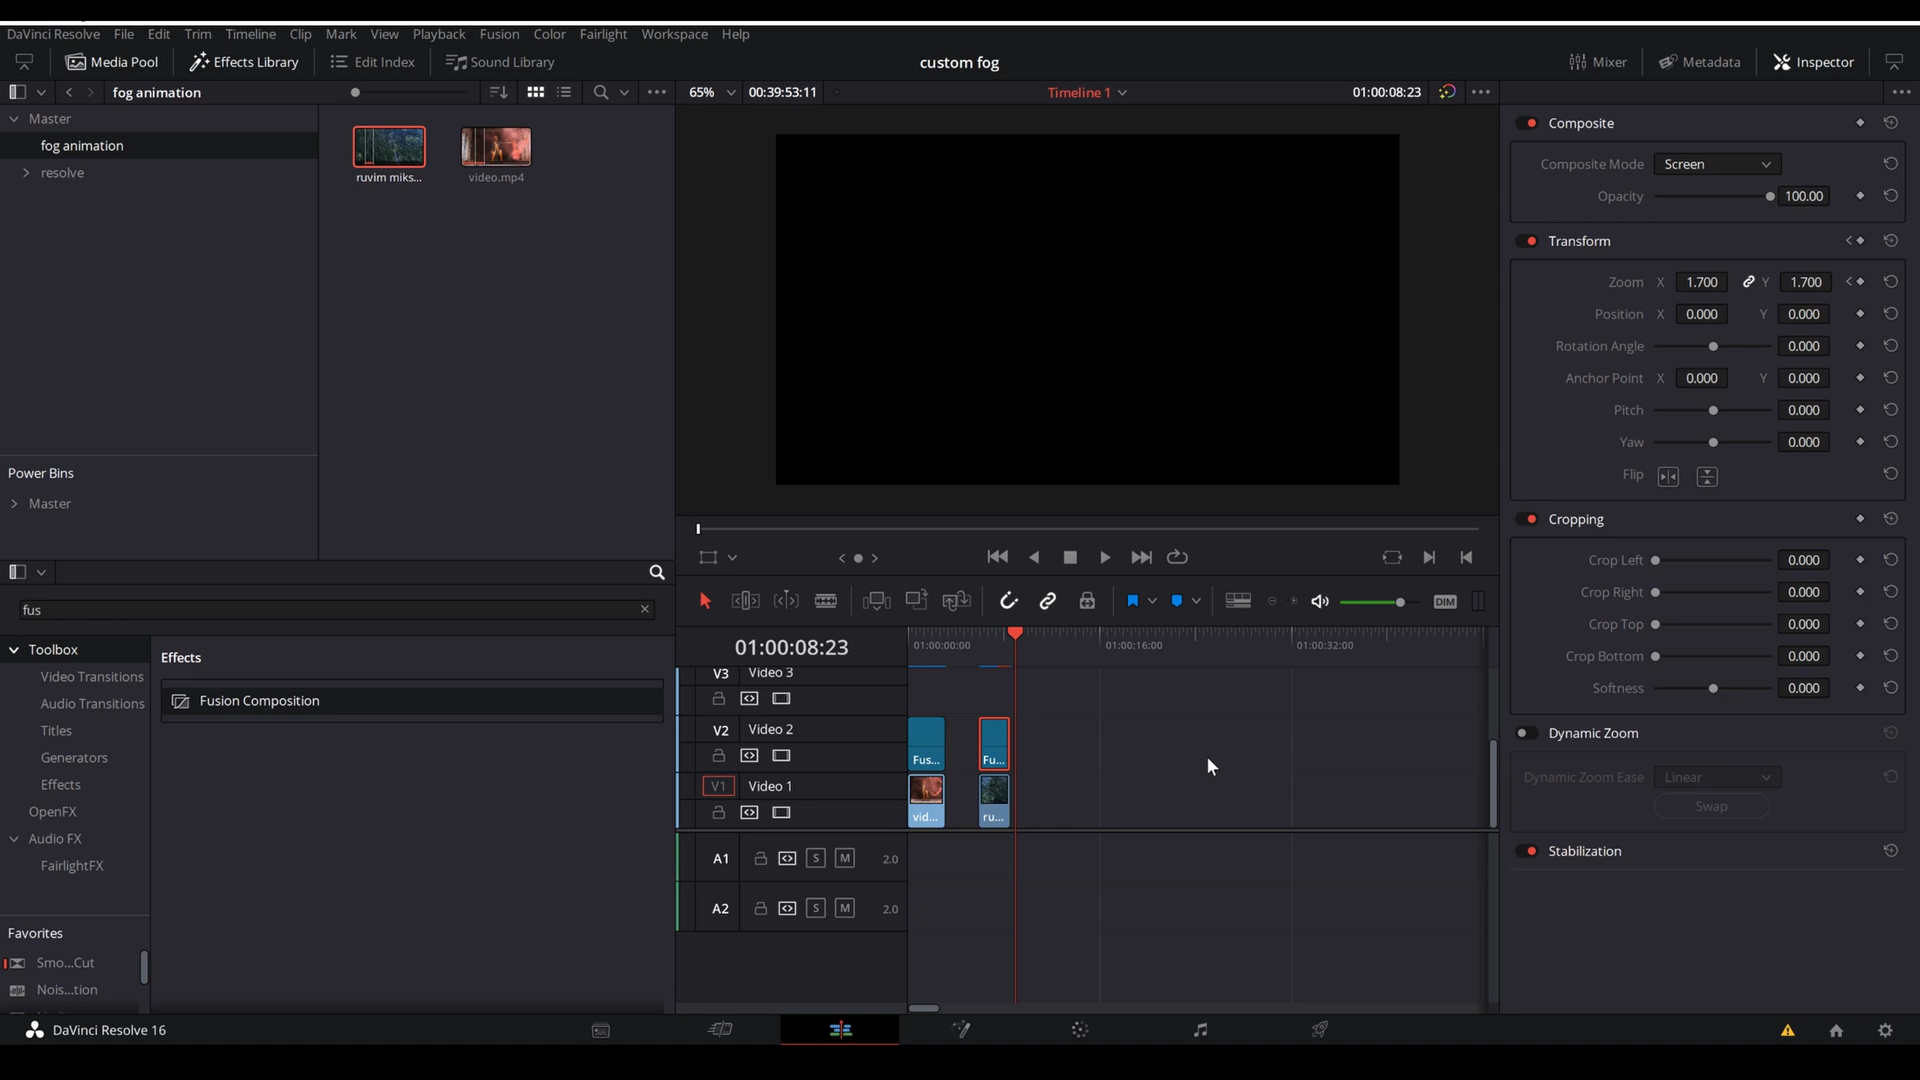 DaVinci Resolve File Edit Trim Timeline Clip Mark View Playback Fusion Color Fairlight Workspace Help
Media Pool Effects Library Edit Index Sound Library custom fog Mixer Metadata Inspector
fog animation 65% 00:39:53:11 Timeline 1 01:00:08:23
Master
fog animation
resolve
ruvim miks...
video.mp4
Power Bins
Master
fus
Toolbox
Video Transitions
Audio Transitions
Titles
Generators
Effects
OpenFX
Audio FX
FairlightFX
Favorites
Smo...Cut
Nois...tion
Effects
Fusion Composition
DIM
01:00:08:23
01:00:00:00 01:00:16:00 01:00:32:00
V3 Video 3
V2 Video 2
Fus... Fu...
V1 Video 1
vid... ru...
A1 S M 2.0
A2 S M 2.0
Composite
Composite Mode Screen
Opacity 100.00
Transform
Zoom X 1.700 Y 1.700
Position X 0.000 Y 0.000
Rotation Angle 0.000
Anchor Point X 0.000 Y 0.000
Pitch 0.000
Yaw 0.000
Flip
Cropping
Crop Left 0.000
Crop Right 0.000
Crop Top 0.000
Crop Bottom 0.000
Softness 0.000
Dynamic Zoom
Dynamic Zoom Ease Linear
Swap
Stabilization
DaVinci Resolve 16